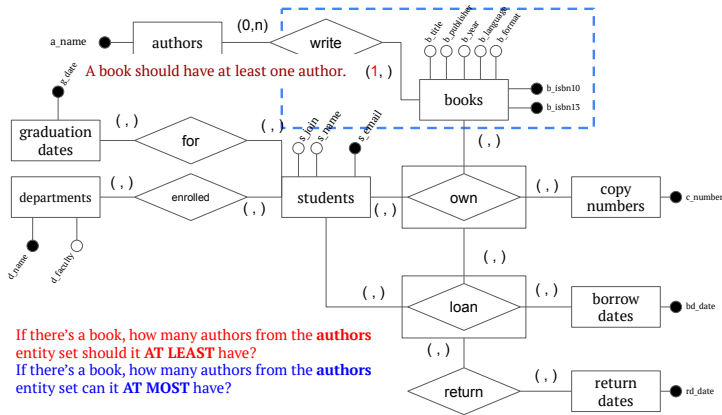 (0,n)
a_name
authors
write
b_title
b_publisher
b_year
b_language
b_format
A book should have at least one author.
(1, )
books
b_isbn10
b_isbn13
g_date
graduation
dates
( , )
for
( , )
s_join
s_name
s_email
( , )
departments
( , )
enrolled
( , )
students
( , )
own
( , )
copy
numbers
c_number
d_name
d_faculty
( , )
( , )
loan
( , )
borrow
dates
bd_date
If there's a book, how many authors from the authors
entity set should it AT LEAST have?
If there's a book, how many authors from the authors
entity set can it AT MOST have?
( , )
return
( , )
return
dates
rd_date